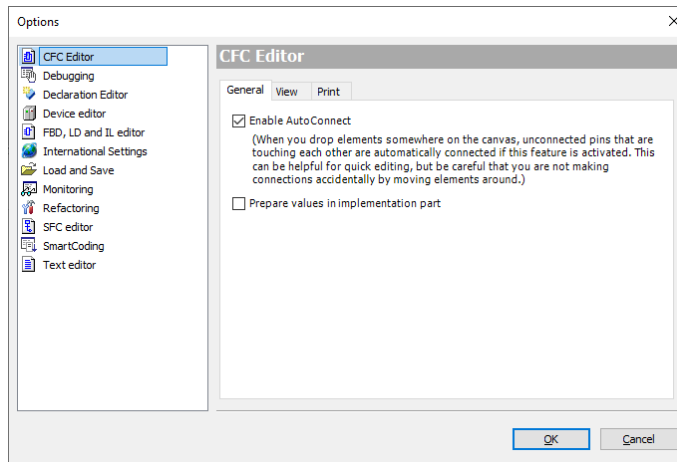 Options
CFC Editor
Debugging
Declaration Editor
Device editor
FBD, LD and IL editor
International Settings
Load and Save
Monitoring
Refactoring
SFC editor
SmartCoding
Text editor
CFC Editor
General View Print
Enable AutoConnect
(When you drop elements somewhere on the canvas, unconnected pins that are
touching each other are automatically connected if this feature is activated. This
can be helpful for quick editing, but be careful that you are not making
connections accidentally by moving elements around.)
Prepare values in implementation part
OK Cancel